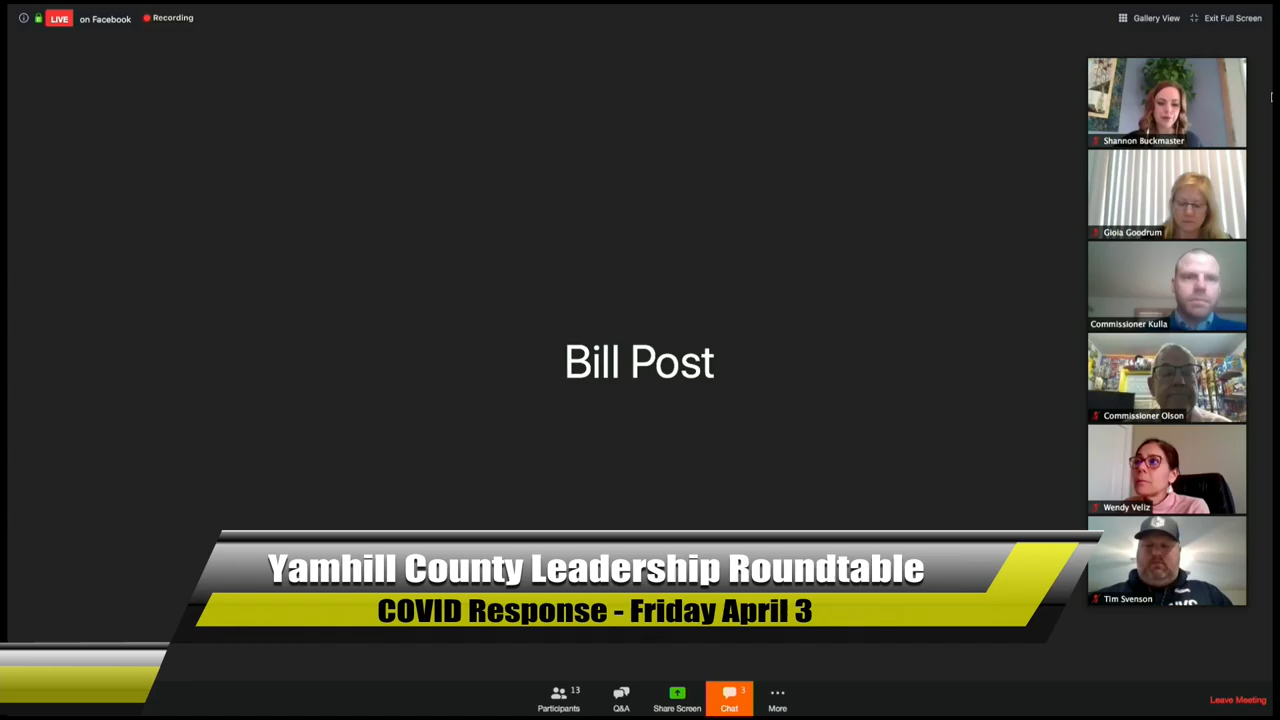 LIVE on Facebook Recording
Gallery View Exit Full Screen
Shannon Buckmaster
Gioia Goodrum
Commissioner Kulla
Bill Post
Commissioner Olson
Wendy Veliz
Tim Svenson
Yamhill County Leadership Roundtable
COVID Response - Friday April 3
13 3
Participants Q&A Share Screen Chat More
Leave Meeting